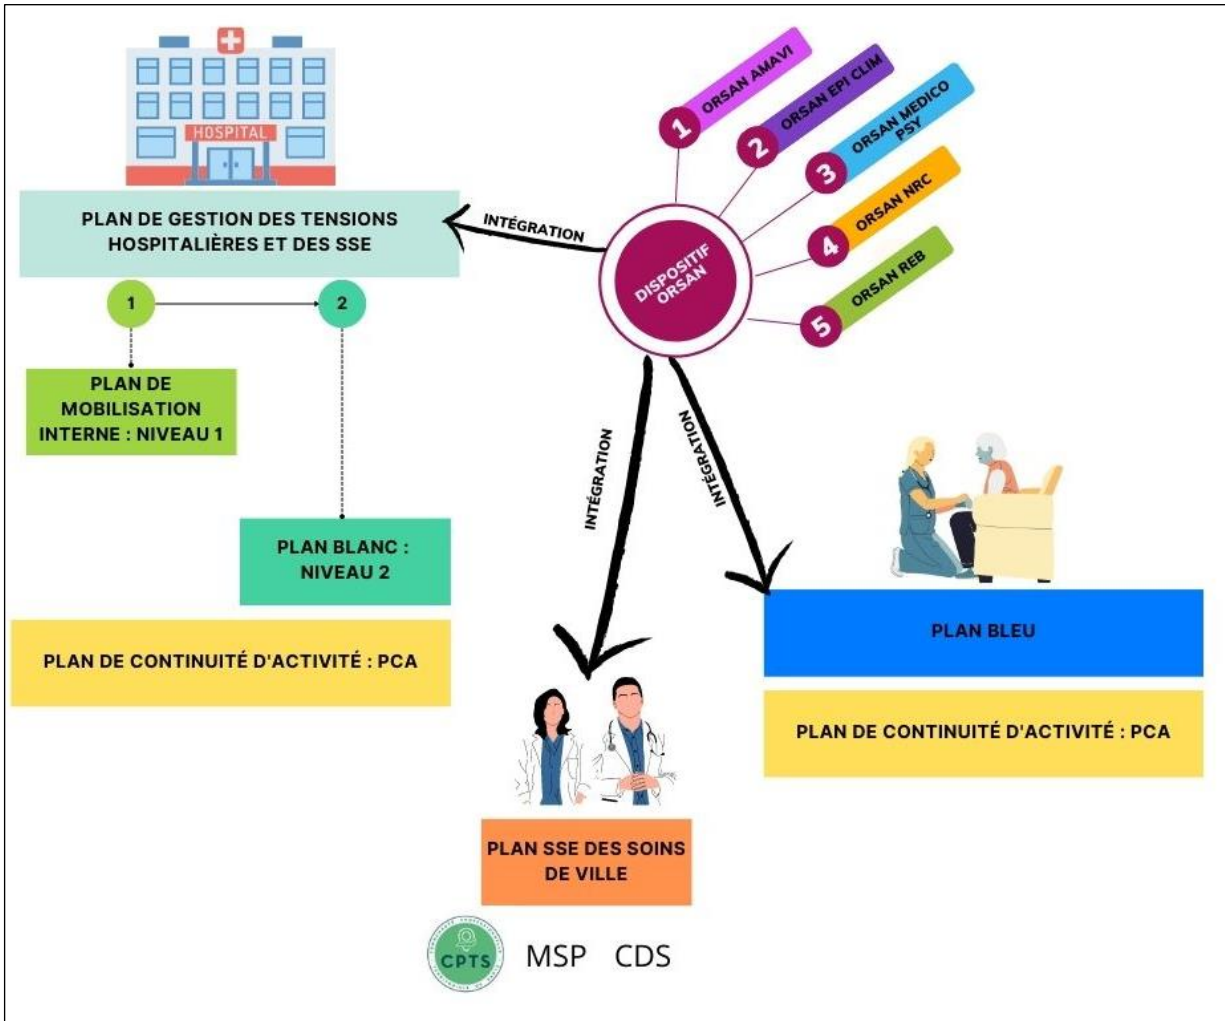 HOSPITAL
PLAN DE GESTION DES TENSIONS
HOSPITALIÈRES ET DES SSE
1
2
PLAN DE
MOBILISATION
INTERNE : NIVEAU 1
PLAN BLANC :
NIVEAU 2
PLAN DE CONTINUITÉ D'ACTIVITÉ : PCA
INTÉGRATION
DISPOSITIF
ORSAN
1
ORSAN AMAVI
2
ORSAN EPI CLIM
3
ORSAN MEDICO
PSY
4
ORSAN NRC
5
ORSAN REB
INTÉGRATION
INTÉGRATION
PLAN BLEU
PLAN DE CONTINUITÉ D'ACTIVITÉ : PCA
PLAN SSE DES SOINS
DE VILLE
CPTS
MSP CDS